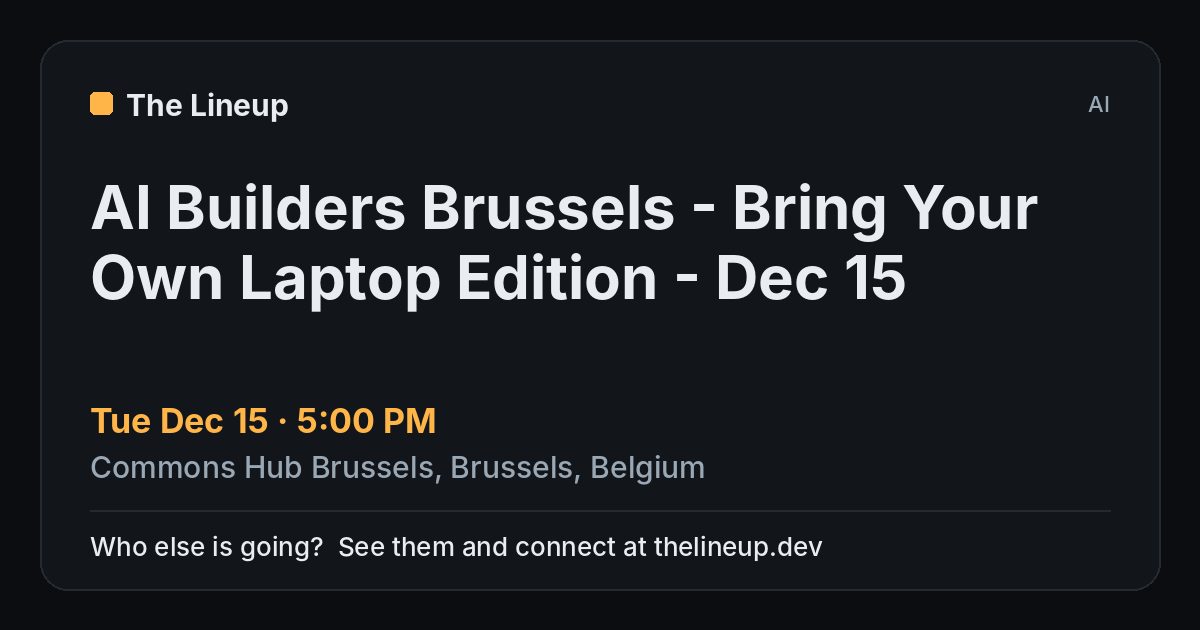 The Lineup
AI
AI Builders Brussels - Bring Your
Own Laptop Edition - Dec 15
Tue Dec 15 · 5:00 PM
Commons Hub Brussels, Brussels, Belgium
Who else is going?  See them and connect at thelineup.dev